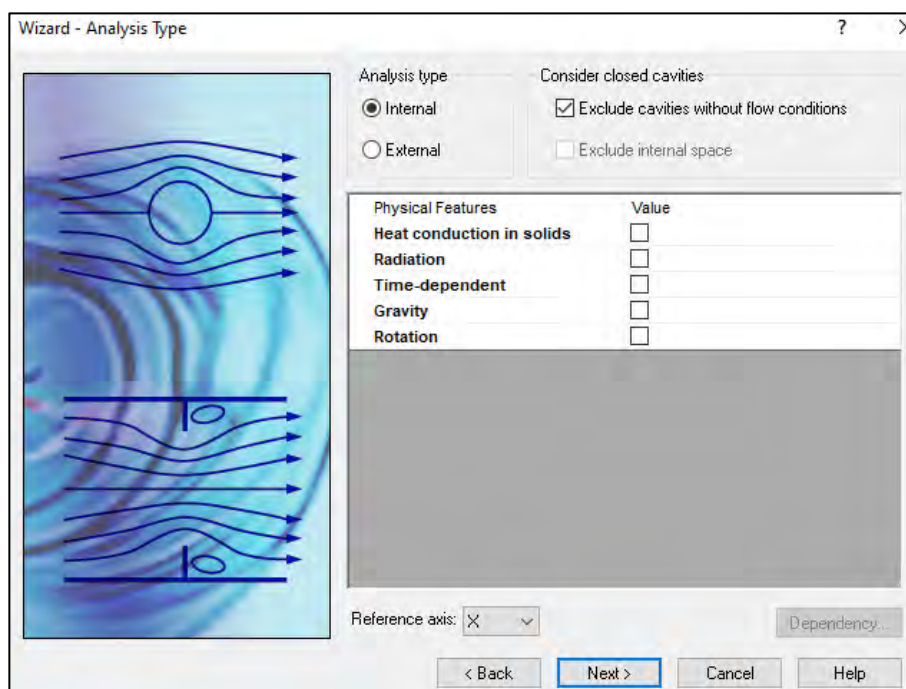 Wizard - Analysis Type ?
Analysis type
Internal
External
Consider closed cavities
Exclude cavities without flow conditions
Exclude internal space
Physical Features Value
Heat conduction in solids
Radiation
Time-dependent
Gravity
Rotation
Reference axis: X
Dependency...
< Back Next > Cancel Help